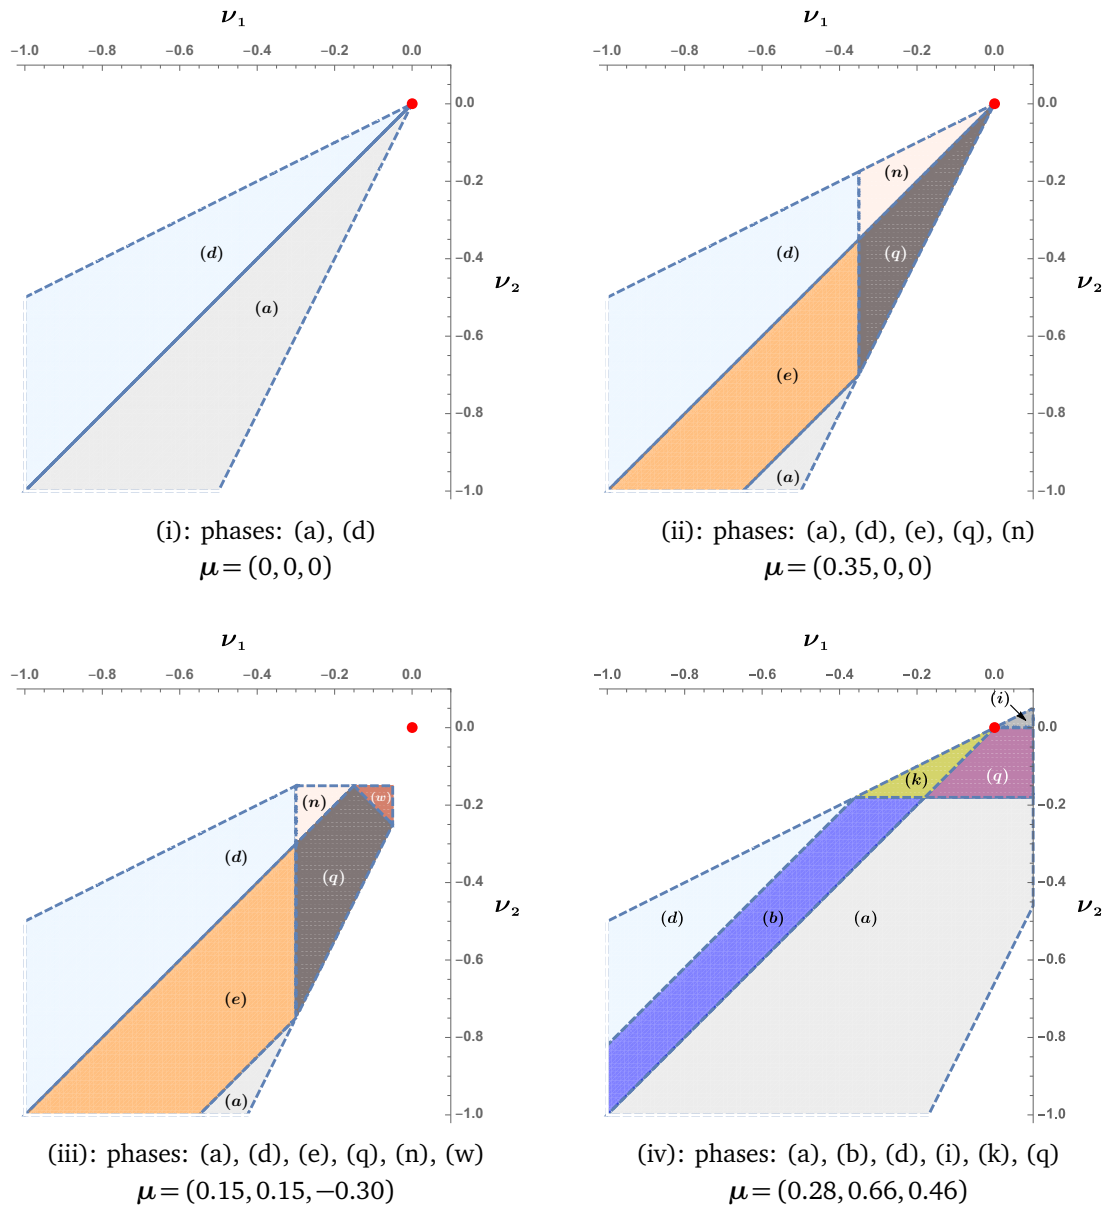 ν₁
−1.0 −0.8 −0.6 −0.4 −0.2 0.0
0.0
−0.2
(d)
−0.4
ν₂
(a)
−0.6
−0.8
−1.0
(i): phases: (a), (d)
μ = (0, 0, 0)
ν₁
−1.0 −0.8 −0.6 −0.4 −0.2 0.0
0.0
(n)
−0.2
(d) (q)
−0.4
ν₂
−0.6
(e)
−0.8
(a)
−1.0
(ii): phases: (a), (d), (e), (q), (n)
μ = (0.35, 0, 0)
ν₁
−1.0 −0.8 −0.6 −0.4 −0.2 0.0
0.0
(n) (w)
−0.2
(d)
(q)
−0.4
ν₂
−0.6
(e)
−0.8
(a)
−1.0
(iii): phases: (a), (d), (e), (q), (n), (w)
μ = (0.15, 0.15, −0.30)
ν₁
−1.0 −0.8 −0.6 −0.4 −0.2 0.0
(i)
0.0
(k) (q)
−0.2
−0.4
(d) (b) (a)
ν₂
−0.6
−0.8
−1.0
(iv): phases: (a), (b), (d), (i), (k), (q)
μ = (0.28, 0.66, 0.46)